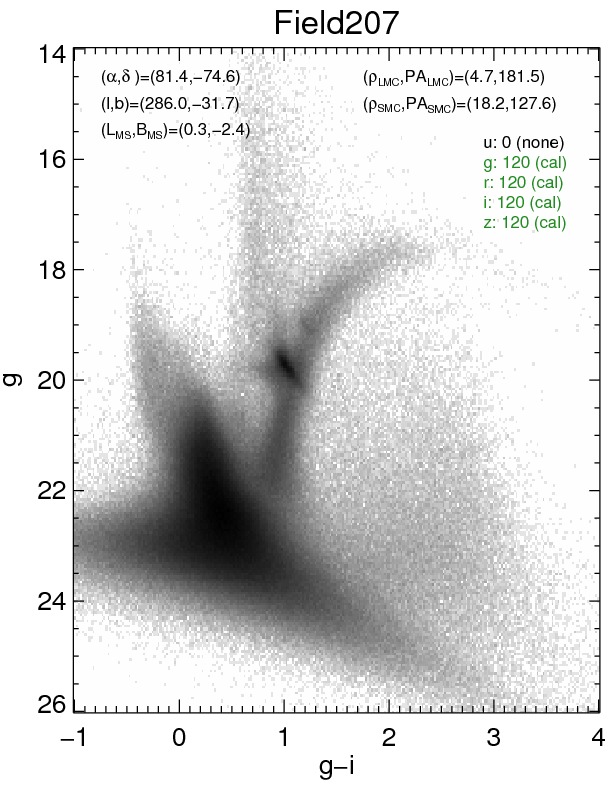 Field207
(α,δ )=(81.4,−74.6)
(l,b)=(286.0,−31.7)
(LMS,BMS)=(0.3,−2.4)
(ρLMC,PALMC)=(4.7,181.5)
(ρSMC,PASMC)=(18.2,127.6)
u: 0 (none)
g: 120 (cal)
r: 120 (cal)
i: 120 (cal)
z: 120 (cal)
14
16
18
20
22
24
26
g
−1 0 1 2 3 4
g−i